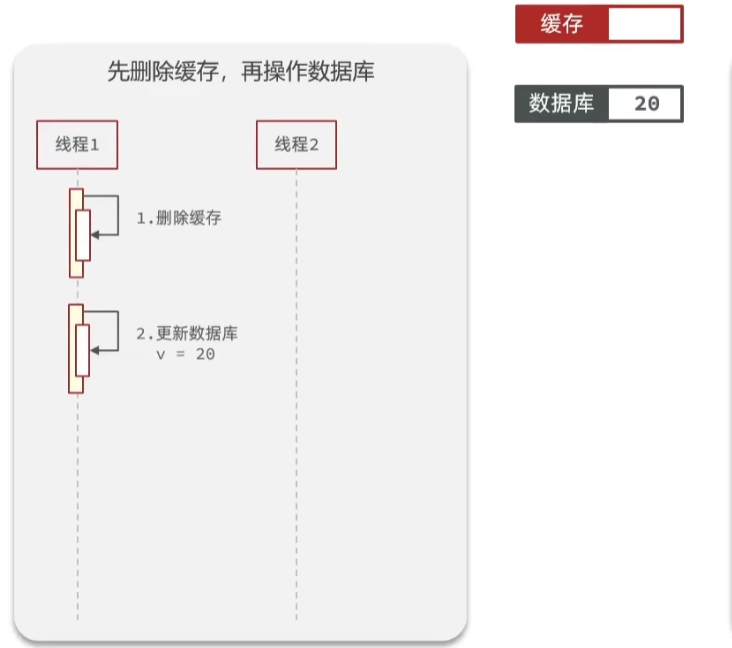 缓存
先删除缓存，再操作数据库
数据库 20
线程1 线程2
1.删除缓存
2.更新数据库
v = 20